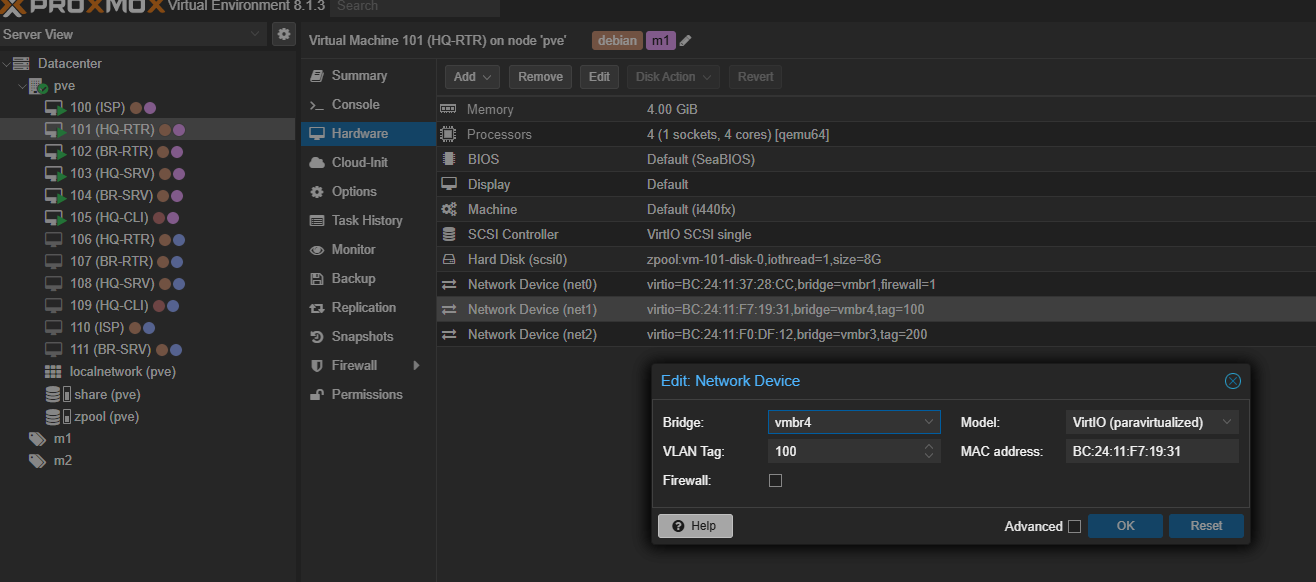 PROXMOX Virtual Environment 8.1.3 Search
Server View
Virtual Machine 101 (HQ-RTR) on node 'pve' debian m1
Datacenter
pve
100 (ISP)
101 (HQ-RTR)
102 (BR-RTR)
103 (HQ-SRV)
104 (BR-SRV)
105 (HQ-CLI)
106 (HQ-RTR)
107 (BR-RTR)
108 (HQ-SRV)
109 (HQ-CLI)
110 (ISP)
111 (BR-SRV)
localnetwork (pve)
share (pve)
zpool (pve)
m1
m2
Summary
Console
Hardware
Cloud-Init
Options
Task History
Monitor
Backup
Replication
Snapshots
Firewall
Permissions
Add Remove Edit Disk Action Revert
Memory 4.00 GiB
Processors 4 (1 sockets, 4 cores) [qemu64]
BIOS Default (SeaBIOS)
Display Default
Machine Default (i440fx)
SCSI Controller VirtIO SCSI single
Hard Disk (scsi0) zpool:vm-101-disk-0,iothread=1,size=8G
Network Device (net0) virtio=BC:24:11:37:28:CC,bridge=vmbr1,firewall=1
Network Device (net1) virtio=BC:24:11:F7:19:31,bridge=vmbr4,tag=100
Network Device (net2) virtio=BC:24:11:F0:DF:12,bridge=vmbr3,tag=200
Edit: Network Device
Bridge: vmbr4 Model: VirtIO (paravirtualized)
VLAN Tag: 100 MAC address: BC:24:11:F7:19:31
Firewall:
Help Advanced OK Reset